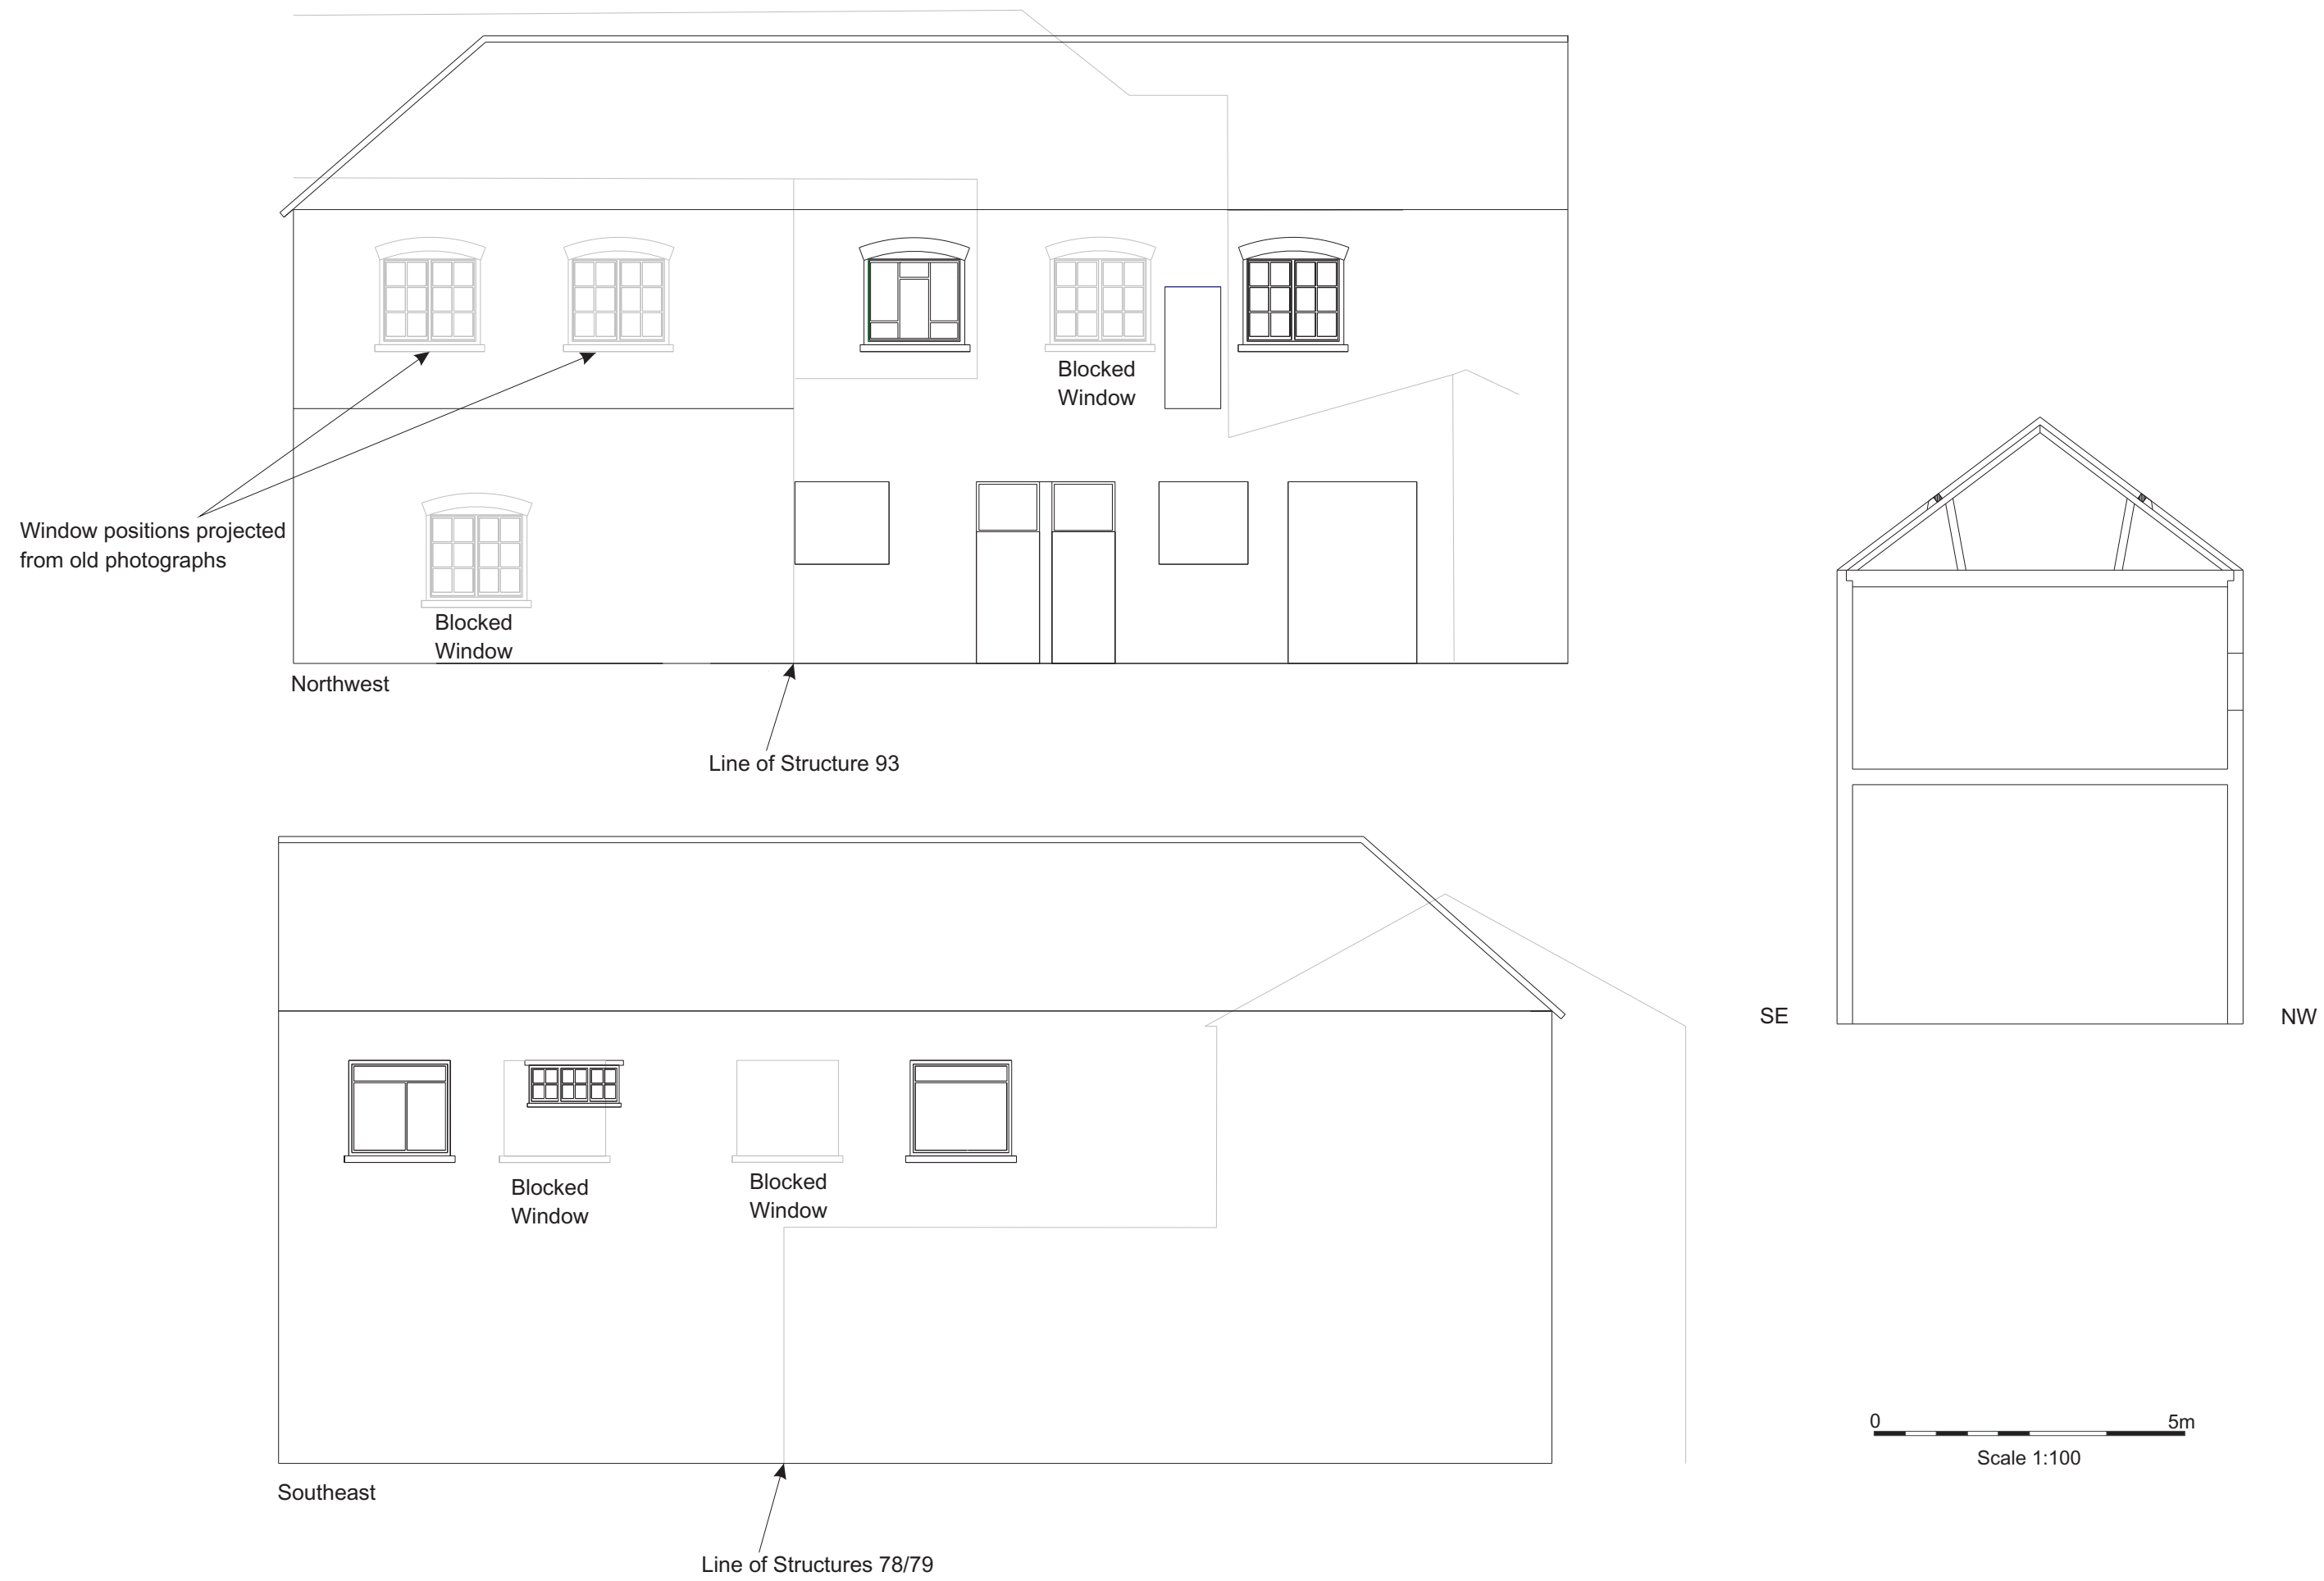 Blocked
Window
Window positions projected
from old photographs
Blocked
Window
Northwest
Line of Structure 93
SE
NW
Blocked
Window
Blocked
Window
0
5m
Scale 1:100
Southeast
Line of Structures 78/79